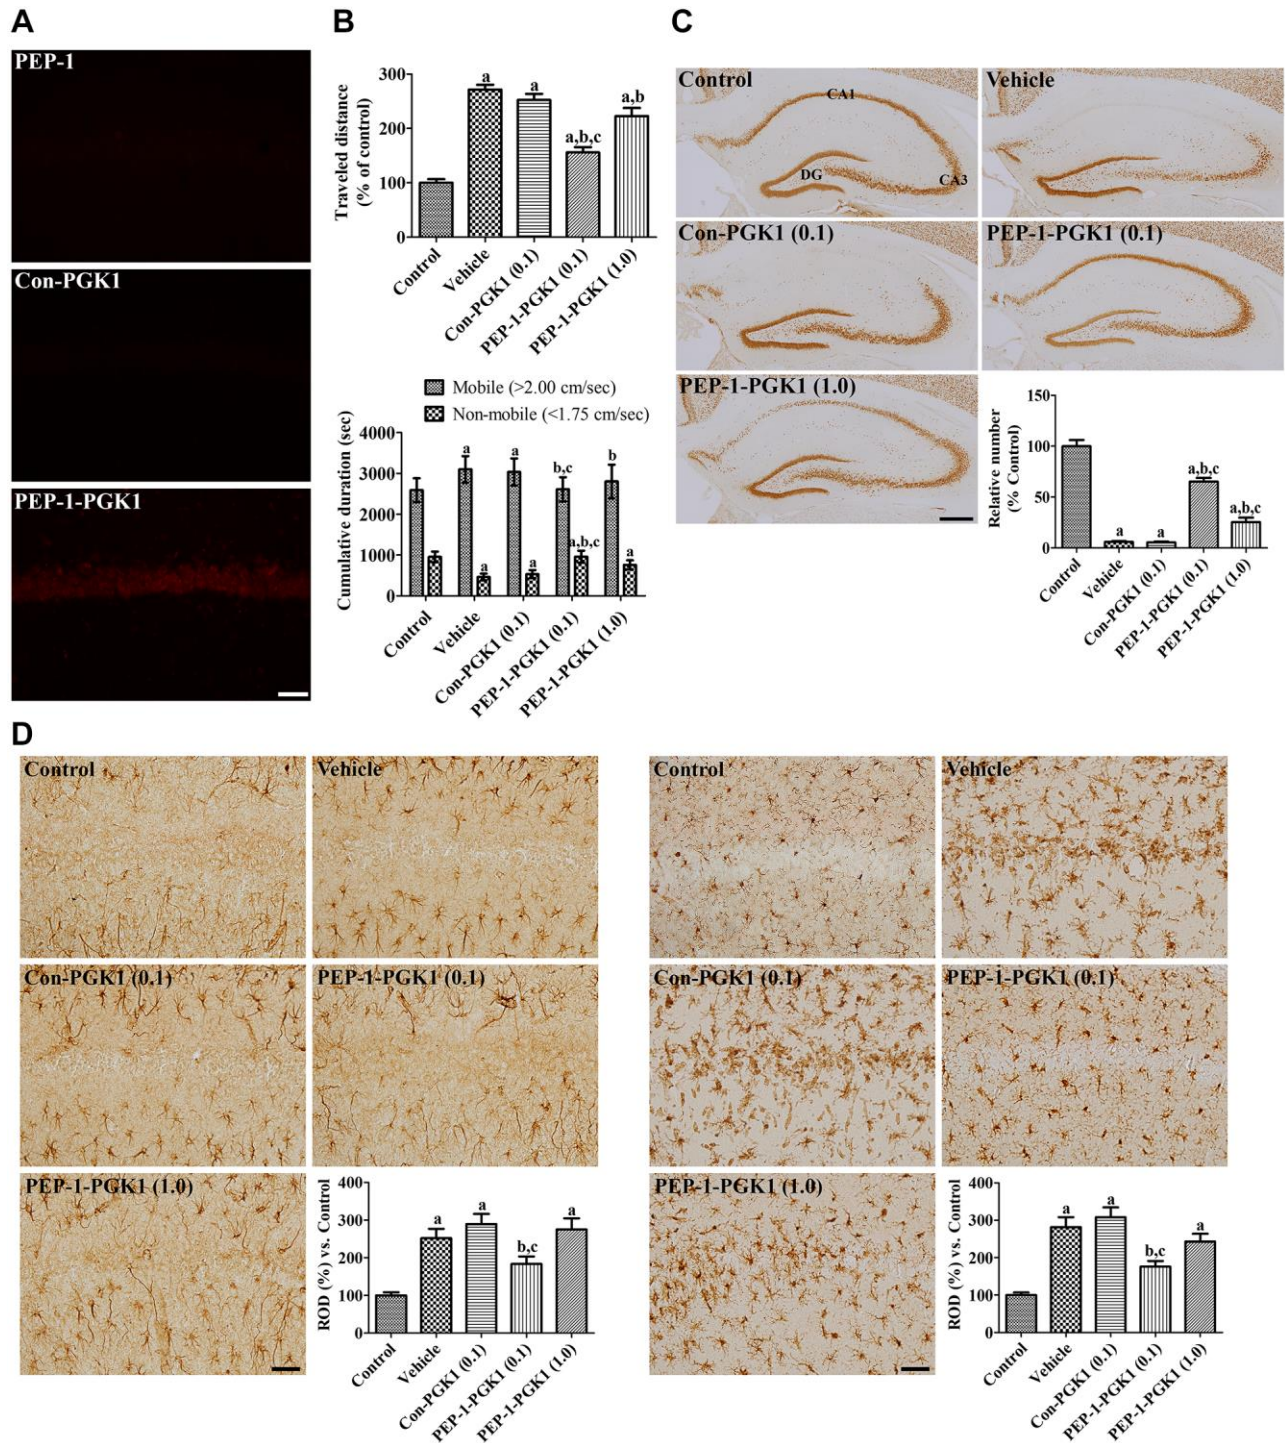 A
PEP-1
Con-PGK1
PEP-1-PGK1
B
Traveled distance
(% of control)
300
200
100
0
a
a
a,b,c
a,b
Control
Vehicle
Con-PGK1 (0.1)
PEP-1-PGK1 (0.1)
PEP-1-PGK1 (1.0)
Mobile (>2.00 cm/sec)
Non-mobile (<1.75 cm/sec)
Cumulative duration (sec)
4000
3000
2000
1000
0
a
a
b,c
b
a
a
a,b,c
a
Control
Vehicle
Con-PGK1 (0.1)
PEP-1-PGK1 (0.1)
PEP-1-PGK1 (1.0)
C
Control
CA1
DG
CA3
Vehicle
Con-PGK1 (0.1)
PEP-1-PGK1 (0.1)
PEP-1-PGK1 (1.0)
Relative number
(% Control)
150
100
50
0
a
a
a,b,c
a,b,c
Control
Vehicle
Con-PGK1 (0.1)
PEP-1-PGK1 (0.1)
PEP-1-PGK1 (1.0)
D
Control
Vehicle
Con-PGK1 (0.1)
PEP-1-PGK1 (0.1)
PEP-1-PGK1 (1.0)
ROD (%) vs. Control
400
300
200
100
0
a
a
b,c
a
Control
Vehicle
Con-PGK1 (0.1)
PEP-1-PGK1 (0.1)
PEP-1-PGK1 (1.0)
Control
Vehicle
Con-PGK1 (0.1)
PEP-1-PGK1 (0.1)
PEP-1-PGK1 (1.0)
ROD (%) vs. Control
400
300
200
100
0
a
a
b,c
a
Control
Vehicle
Con-PGK1 (0.1)
PEP-1-PGK1 (0.1)
PEP-1-PGK1 (1.0)